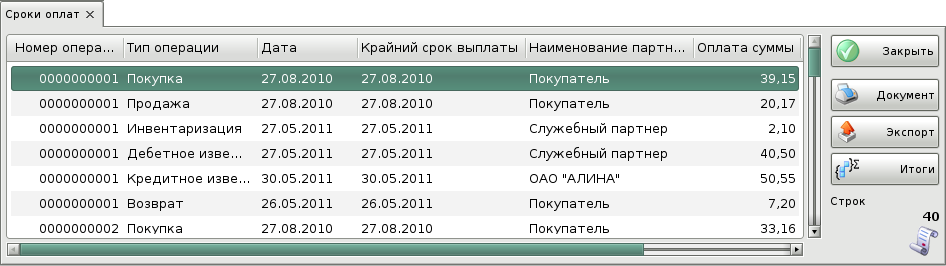 Сроки оплат
Номер опера... Тип операции Дата Крайний срок выплаты Наименование партн... Оплата суммы
0000000001 Покупка 27.08.2010 27.08.2010 Покупатель 39,15
0000000001 Продажа 27.08.2010 27.08.2010 Покупатель 20,17
0000000001 Инвентаризация 27.05.2011 27.05.2011 Служебный партнер 2,10
0000000001 Дебетное изве... 27.05.2011 27.05.2011 Служебный партнер 40,50
0000000001 Кредитное изве... 30.05.2011 30.05.2011 ОАО "АЛИНА" 50,55
0000000001 Возврат 26.05.2011 26.05.2011 Покупатель 7,20
0000000002 Покупка 27.08.2010 27.08.2010 Покупатель 33,16
Закрыть
Документ
Экспорт
Итоги
Строк
40